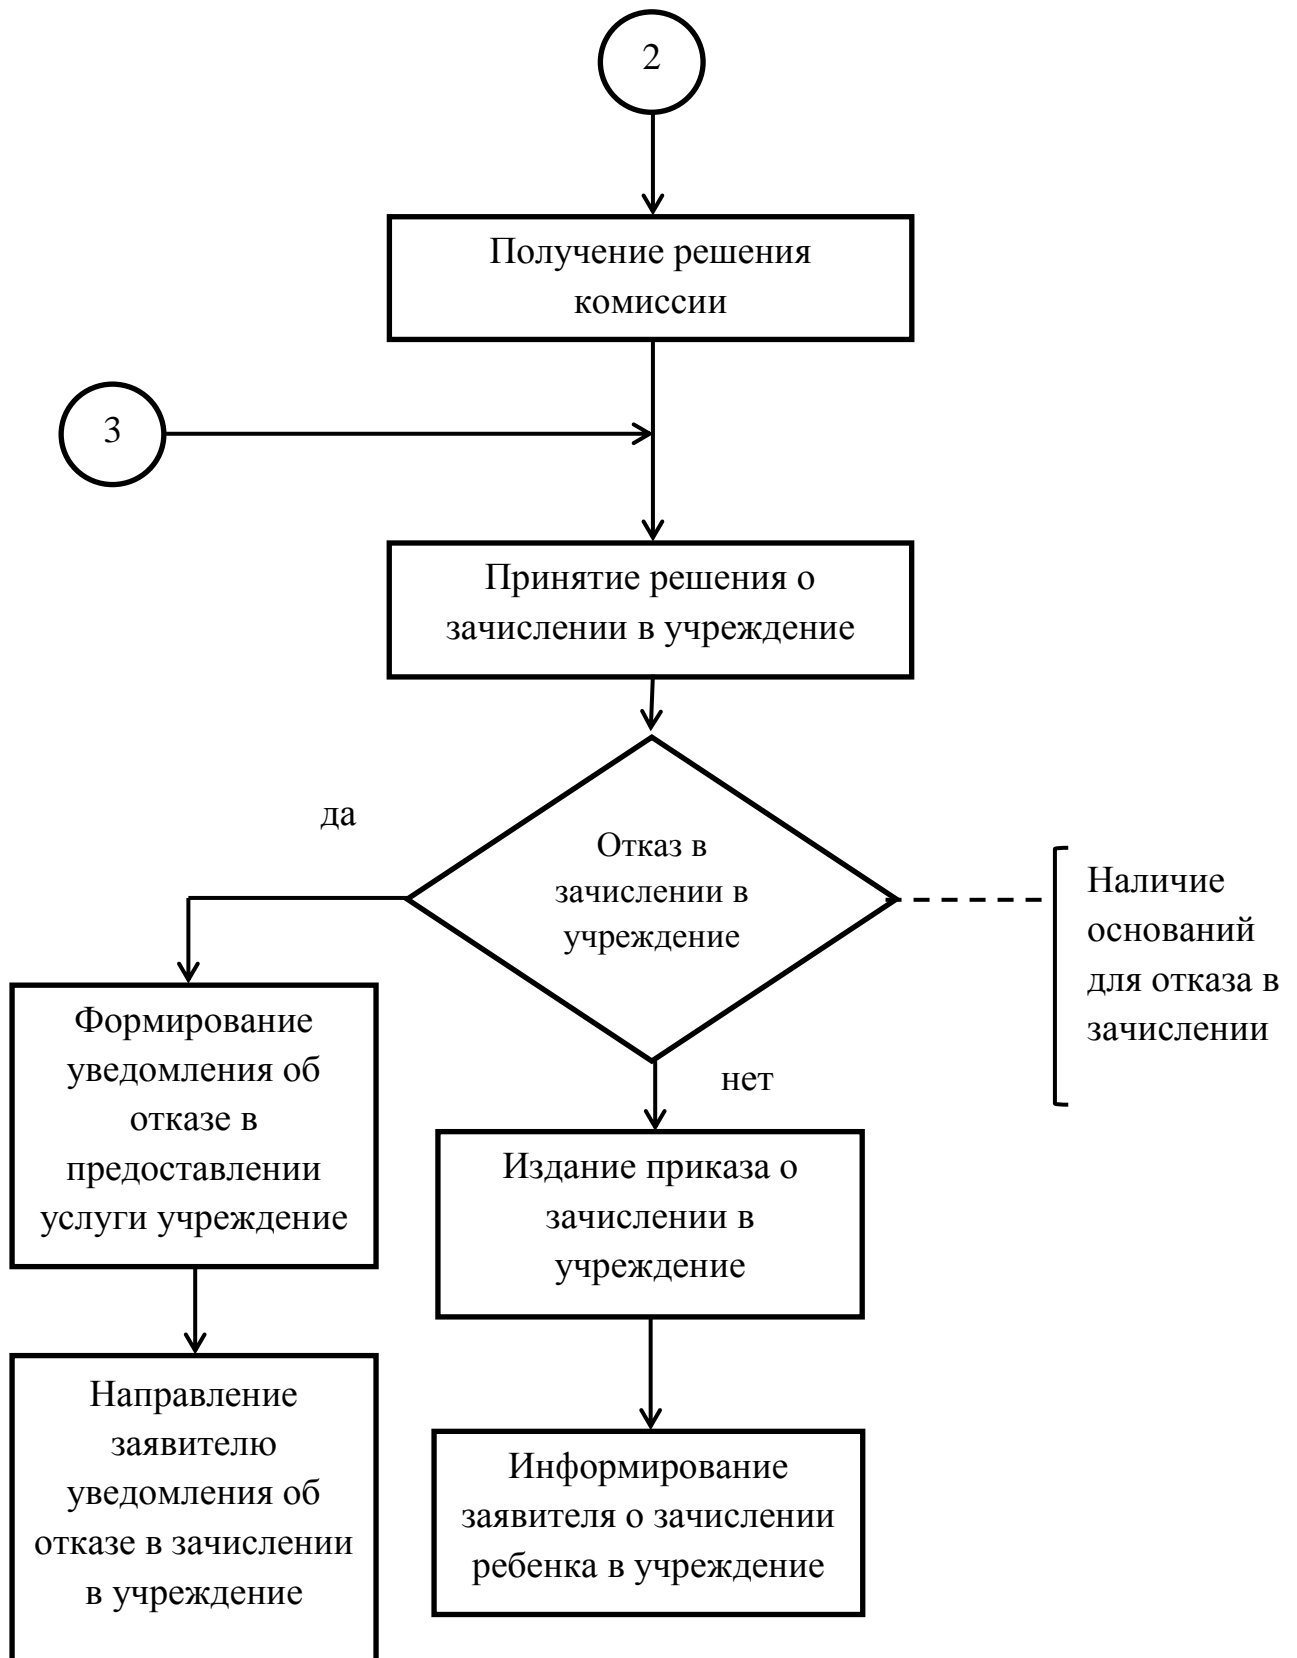 2
Получение решения
комиссии
3
Принятие решения о
зачислении в учреждение
да
Отказ в
зачислении в
учреждение
Наличие
оснований
для отказа в
зачислении
нет
Формирование
уведомления об
отказе в
предоставлении
услуги учреждение
Издание приказа о
зачислении в
учреждение
Направление
заявителю
уведомления об
отказе в зачислении
в учреждение
Информирование
заявителя о зачислении
ребенка в учреждение